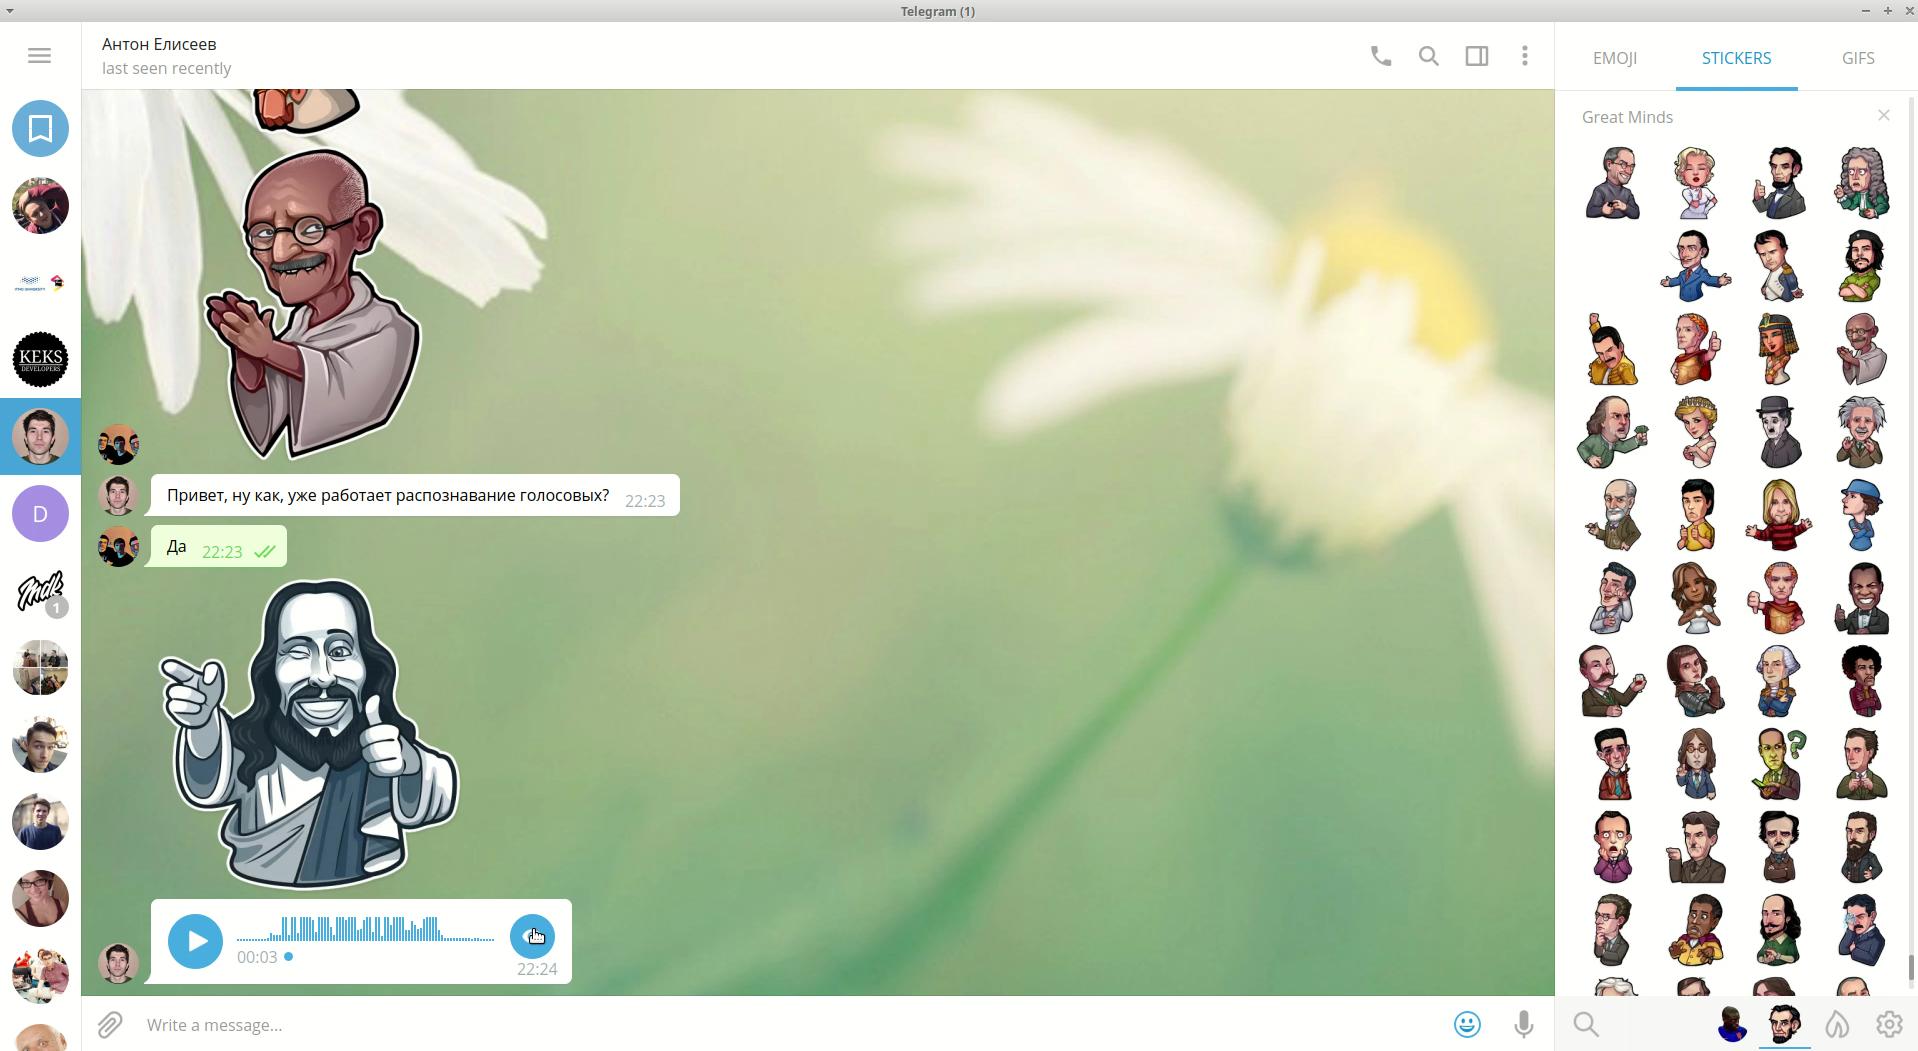 Telegram (1)
Антон Елисеев
last seen recently
EMOJI
STICKERS
GIFS
Great Minds
KEKS
DEVELOPERS
Привет, ну как, уже работает распознавание голосовых? 22:23
D
Да 22:23
Mdk
1
00:03
22:24
Write a message...